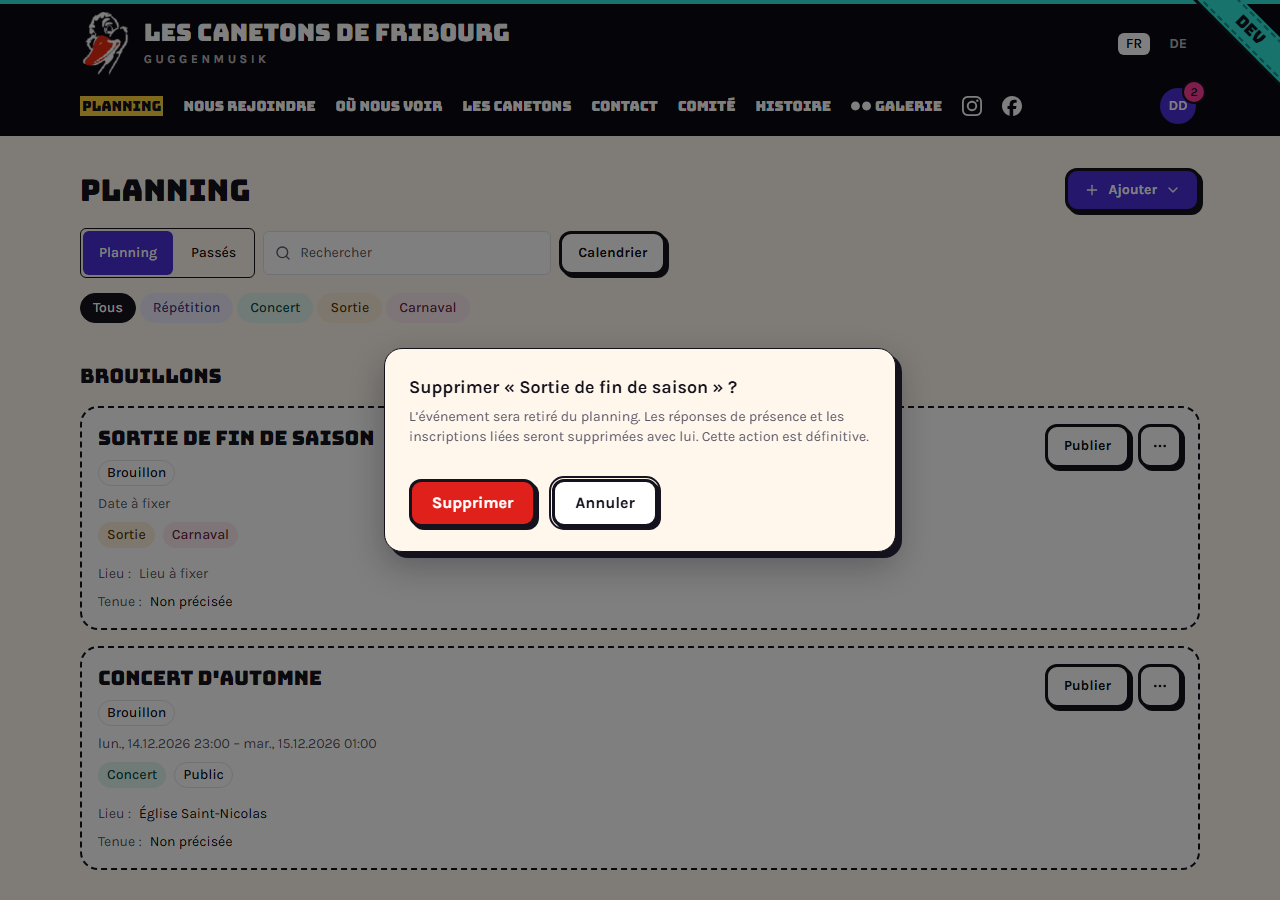 LES CANETONS DE FRIBOURG
GUGGENMUSIK
FR DE
DEV
PLANNING NOUS REJOINDRE OÙ NOUS VOIR LES CANETONS CONTACT COMITÉ HISTOIRE GALERIE
DD 2
PLANNING
Ajouter
Planning Passés Rechercher Calendrier
Tous Répétition Concert Sortie Carnaval
BROUILLONS
Supprimer « Sortie de fin de saison » ?
L'événement sera retiré du planning. Les réponses de présence et les
inscriptions liées seront supprimées avec lui. Cette action est définitive.
Supprimer Annuler
SORTIE DE FIN DE SAISON
Publier ...
Brouillon
Date à fixer
Sortie Carnaval
Lieu : Lieu à fixer
Tenue : Non précisée
CONCERT D'AUTOMNE
Publier ...
Brouillon
lun., 14.12.2026 23:00 – mar., 15.12.2026 01:00
Concert Public
Lieu : Église Saint-Nicolas
Tenue : Non précisée